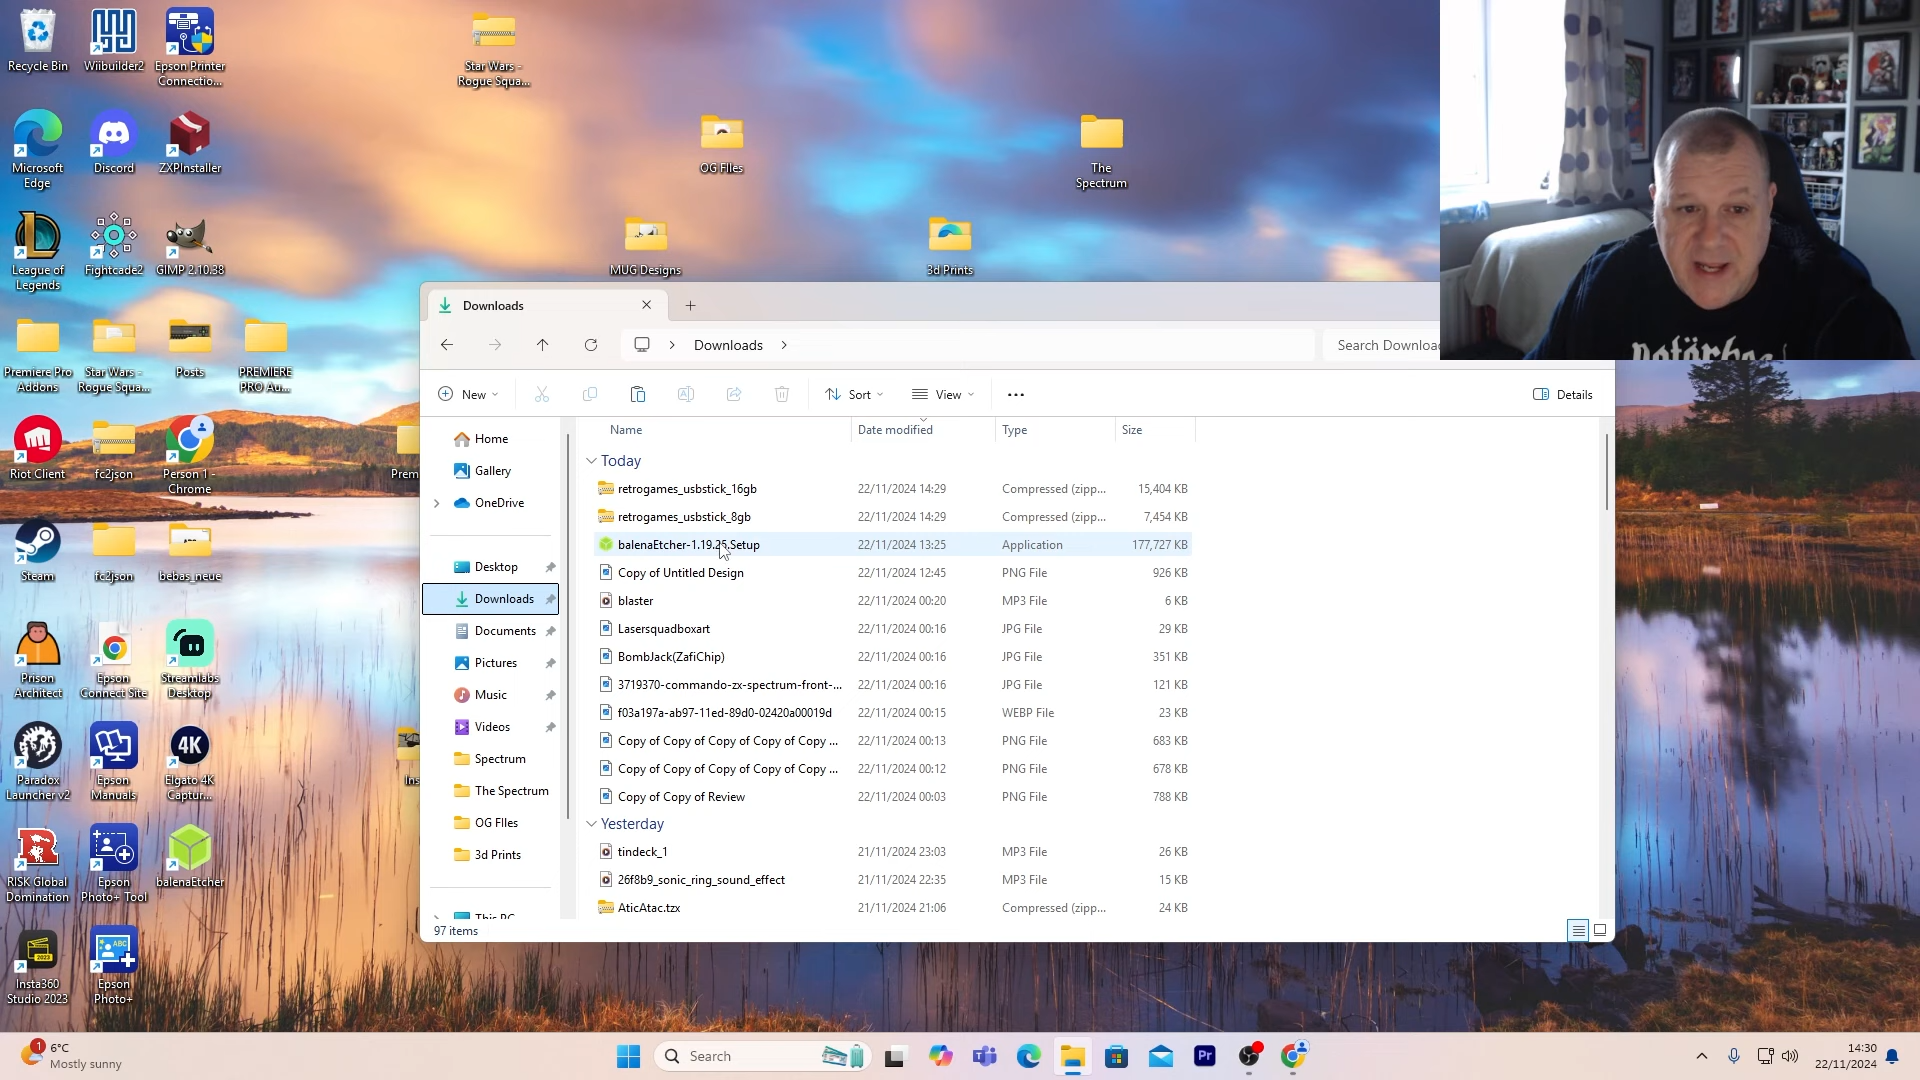 Recycle Bin
Wiibuilder2
Epson Printer
Connectio...
Star Wars -
Rogue Squa...
Microsoft
Edge
Discord
ZXPInstaller
OG FIles
The
Spectrum
League of
Legends
Fightcade2
GIMP 2.10.38
MUG Designs
3d Prints
Premiere Pro
Addons
Star Wars -
Rogue Squa...
Posts
PREMIERE
PRO Au...
Riot Client
fc2json
Person 1 -
Chrome
Prem
Steam
fc2json
bebas_neue
Prison
Architect
Epson
Connect Site
Streamlabs
Desktop
Paradox
Launcher v2
Epson
Manuals
4K
Elgato 4K
Captur...
Ins
RISK Global
Domination
Epson
Photo+ Tool
balenaEtcher
Insta360
Studio 2023
Epson
Photo+
Downloads
Downloads
Search Downloa
New
Sort
View
Details
Home
Gallery
OneDrive
Desktop
Downloads
Documents
Pictures
Music
Videos
Spectrum
The Spectrum
OG FIles
3d Prints
This PC
Name Date modified Type Size
Today
retrogames_usbstick_16gb 22/11/2024 14:29 Compressed (zipp... 15,404 KB
retrogames_usbstick_8gb 22/11/2024 14:29 Compressed (zipp... 7,454 KB
balenaEtcher-1.19.25.Setup 22/11/2024 13:25 Application 177,727 KB
Copy of Untitled Design 22/11/2024 12:45 PNG File 926 KB
blaster 22/11/2024 00:20 MP3 File 6 KB
Lasersquadboxart 22/11/2024 00:16 JPG File 29 KB
BombJack(ZafiChip) 22/11/2024 00:16 JPG File 351 KB
3719370-commando-zx-spectrum-front-... 22/11/2024 00:16 JPG File 121 KB
f03a197a-ab97-11ed-89d0-02420a00019d 22/11/2024 00:15 WEBP File 23 KB
Copy of Copy of Copy of Copy of Copy ... 22/11/2024 00:13 PNG File 683 KB
Copy of Copy of Copy of Copy of Copy ... 22/11/2024 00:12 PNG File 678 KB
Copy of Copy of Review 22/11/2024 00:03 PNG File 788 KB
Yesterday
tindeck_1 21/11/2024 23:03 MP3 File 26 KB
26f8b9_sonic_ring_sound_effect 21/11/2024 22:35 MP3 File 15 KB
AticAtac.tzx 21/11/2024 21:06 Compressed (zipp... 24 KB
97 items
1
6°C
Mostly sunny
Search
Pr
14:30
22/11/2024